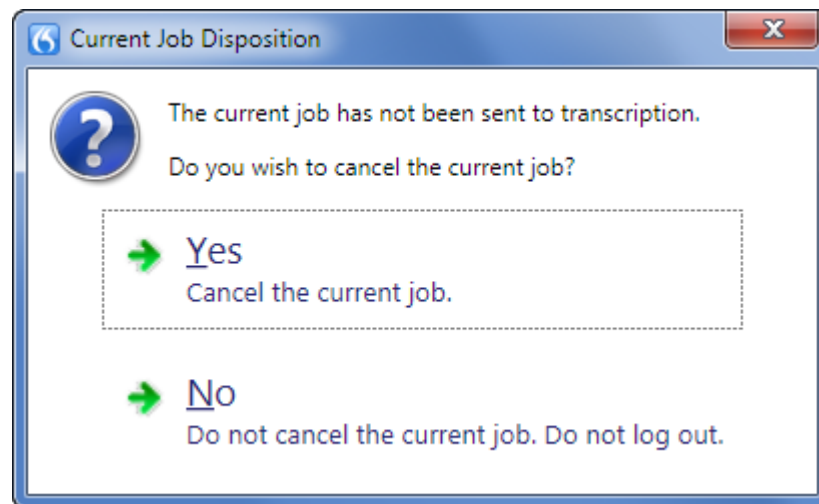 Current Job Disposition
The current job has not been sent to transcription.
Do you wish to cancel the current job?
Yes
Cancel the current job.
No
Do not cancel the current job. Do not log out.